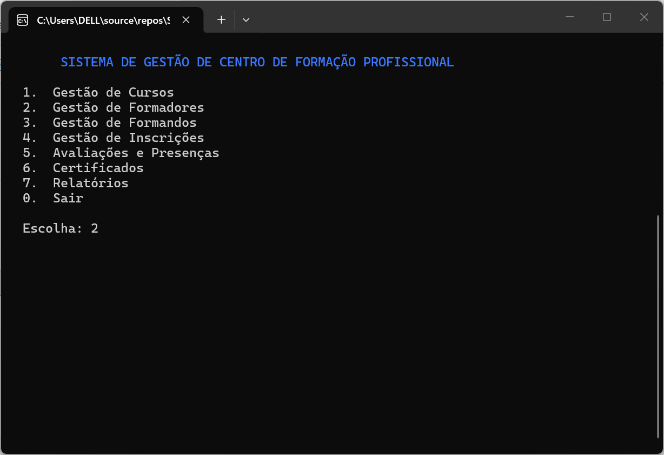 C:\Users\DELL\source\repos\S
SISTEMA DE GESTÃO DE CENTRO DE FORMAÇÃO PROFISSIONAL
1. Gestão de Cursos
2. Gestão de Formadores
3. Gestão de Formandos
4. Gestão de Inscrições
5. Avaliações e Presenças
6. Certificados
7. Relatórios
0. Sair
Escolha: 2